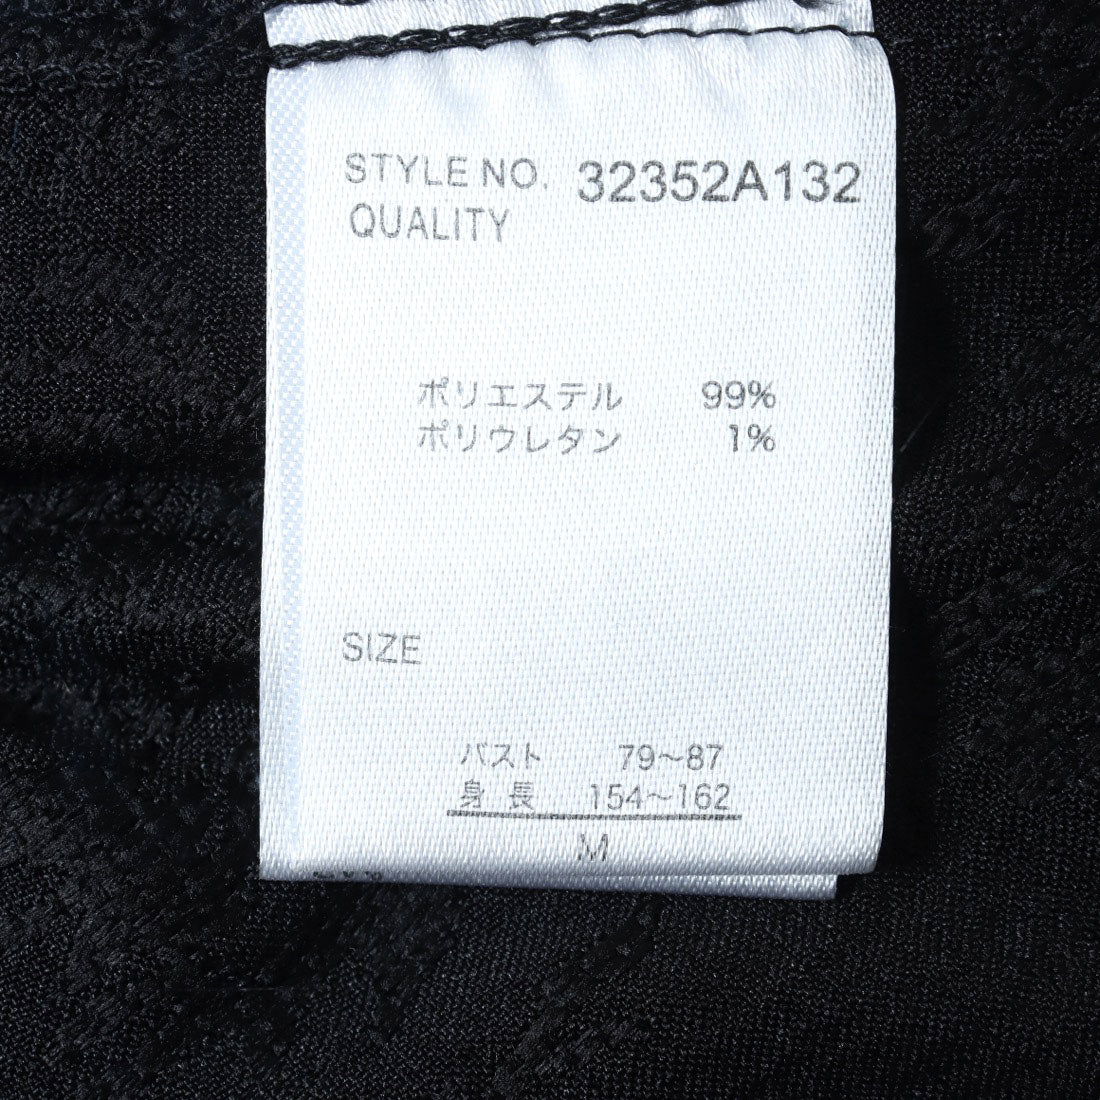 STYLE NO. 32352A132
QUALITY
ポリエステル 99%
ポリウレタン 1%
SIZE
バスト 79～87
身長 154～162
M